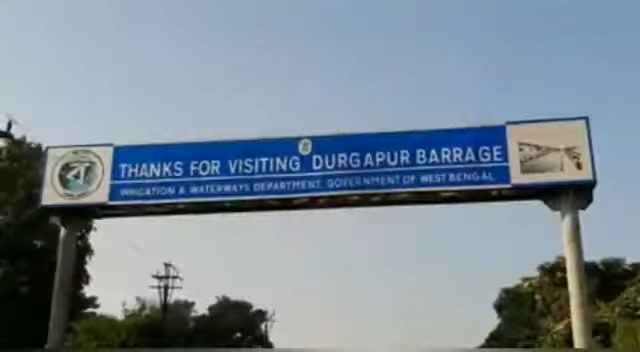 THANKS FOR VISITING DURGAPUR BARRAGE
IRRIGATION & WATERWAYS DEPARTMENT, GOVERNMENT OF WEST BENGAL